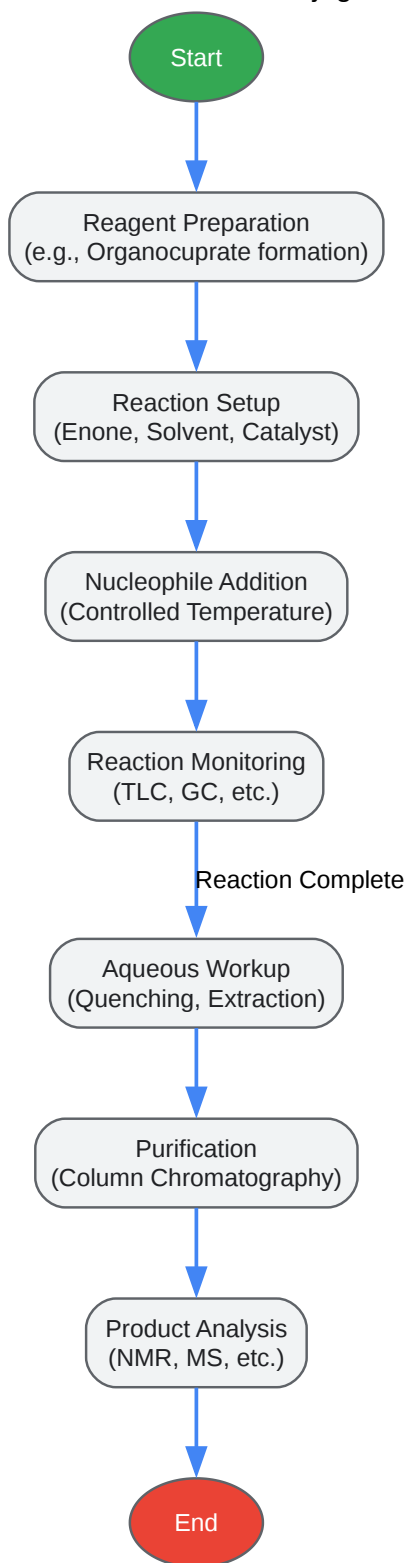 Start
Reagent Preparation
(e.g., Organocuprate formation)
Reaction Setup
(Enone, Solvent, Catalyst)
Nucleophile Addition
(Controlled Temperature)
Reaction Monitoring
(TLC, GC, etc.)
Reaction Complete
Aqueous Workup
(Quenching, Extraction)
Purification
(Column Chromatography)
Product Analysis
(NMR, MS, etc.)
End